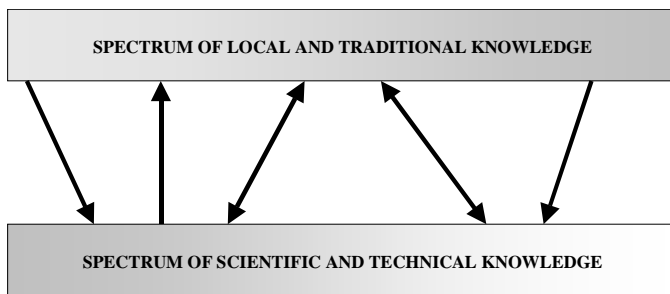 SPECTRUM OF LOCAL AND TRADITIONAL KNOWLEDGE
SPECTRUM OF SCIENTIFIC AND TECHNICAL KNOWLEDGE